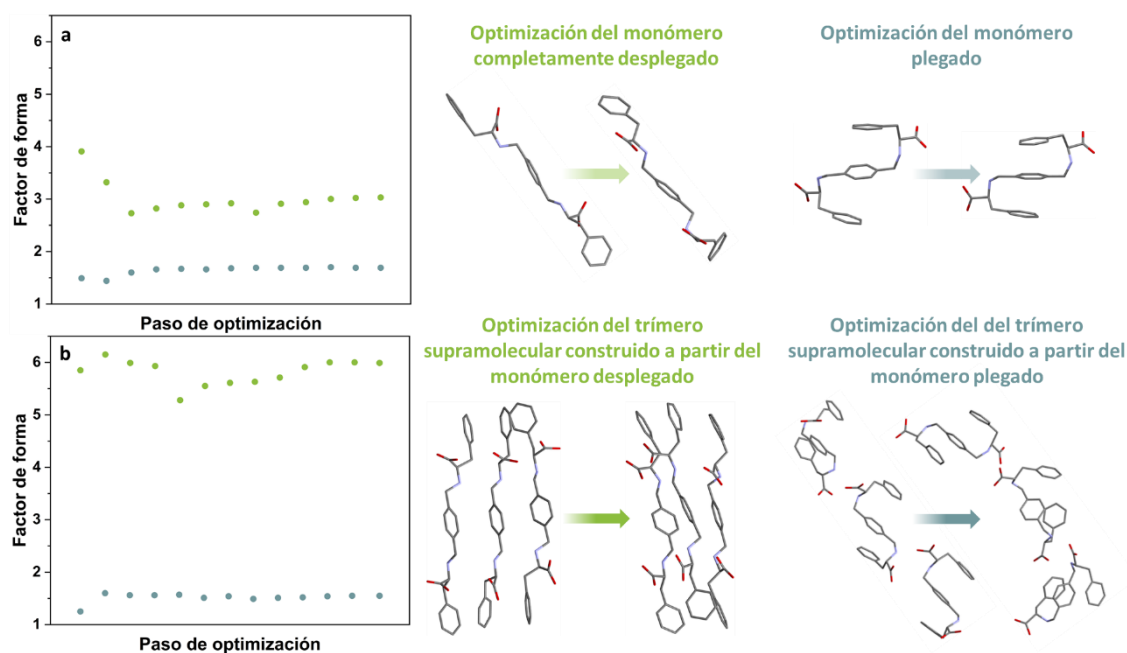 a
6
5
4
3
2
1
Factor de forma
Paso de optimización
Optimización del monómero
completamente desplegado
Optimización del monómero
plegado
b
6
5
4
3
2
1
Factor de forma
Paso de optimización
Optimización del trímero
supramolecular construido a partir del
monómero desplegado
Optimización del del trímero
supramolecular construido a partir del
monómero plegado